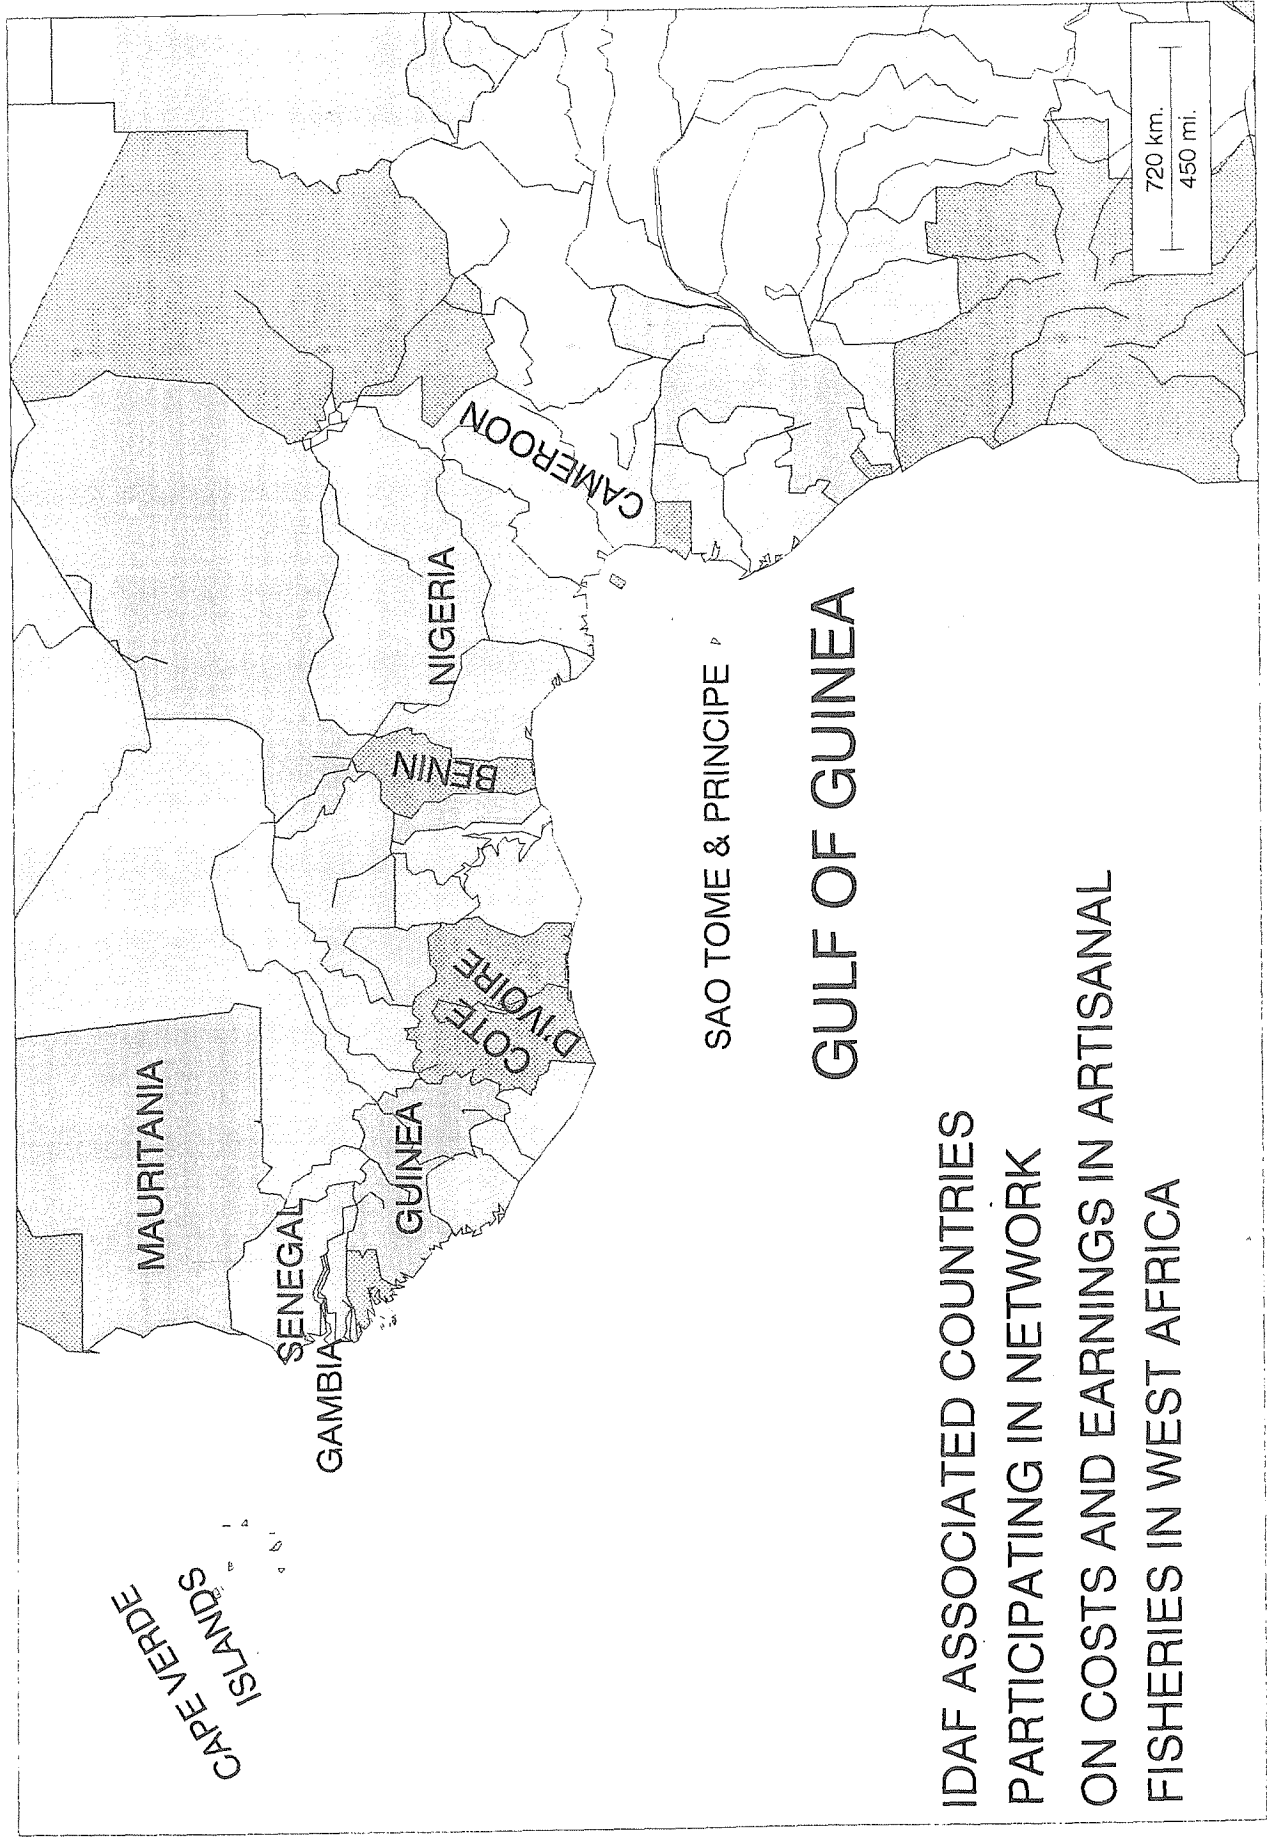 CAPE VERDE
ISLANDS
MAURITANIA
SENEGAL
GAMBIA
GUINEA
COTE
D'IVOIRE
BENIN
NIGERIA
CAMEROON
SAO TOME & PRINCIPE
GULF OF GUINEA
IDAF ASSOCIATED COUNTRIES
PARTICIPATING IN NETWORK
ON COSTS AND EARNINGS IN ARTISANAL
FISHERIES IN WEST AFRICA
720 km.
450 mi.